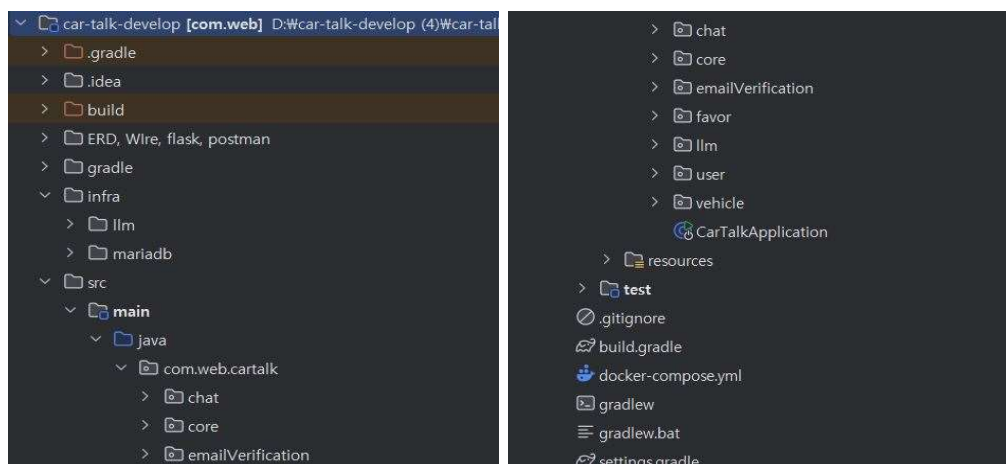 car-talk-develop [com.web] D:₩car-talk-develop (4)₩car-tal
.gradle
.idea
build
ERD, WIre, flask, postman
gradle
infra
llm
mariadb
src
main
java
com.web.cartalk
chat
core
emailVerification
chat
core
emailVerification
favor
llm
user
vehicle
CarTalkApplication
resources
test
.gitignore
build.gradle
docker-compose.yml
gradlew
gradlew.bat
settings.gradle